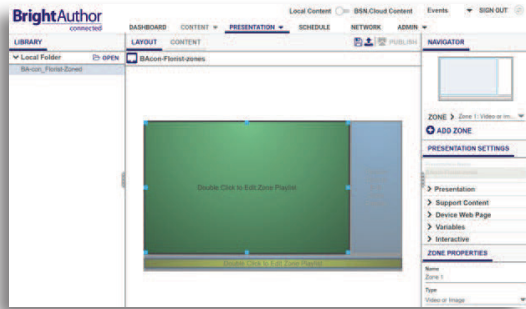 BrightAuthor
connected
Local Content
BSN.Cloud Content
Events
SIGN OUT
DASHBOARD
CONTENT
PRESENTATION
SCHEDULE
NETWORK
ADMIN
LIBRARY
Local Folder
OPEN
BAcon_Florist-Zones
LAYOUT
CONTENT
PUBLISH
BAcon-Florist-zones
Double Click to Edit Zone Playlist
Double Click to Edit Zone Playlist
NAVIGATOR
ZONE
Zone 1: Video or Im...
ADD ZONE
PRESENTATION SETTINGS
Presentation
Support Content
Device Web Page
Variables
Interactive
ZONE PROPERTIES
Name
Zone 1
Type
Video or Image